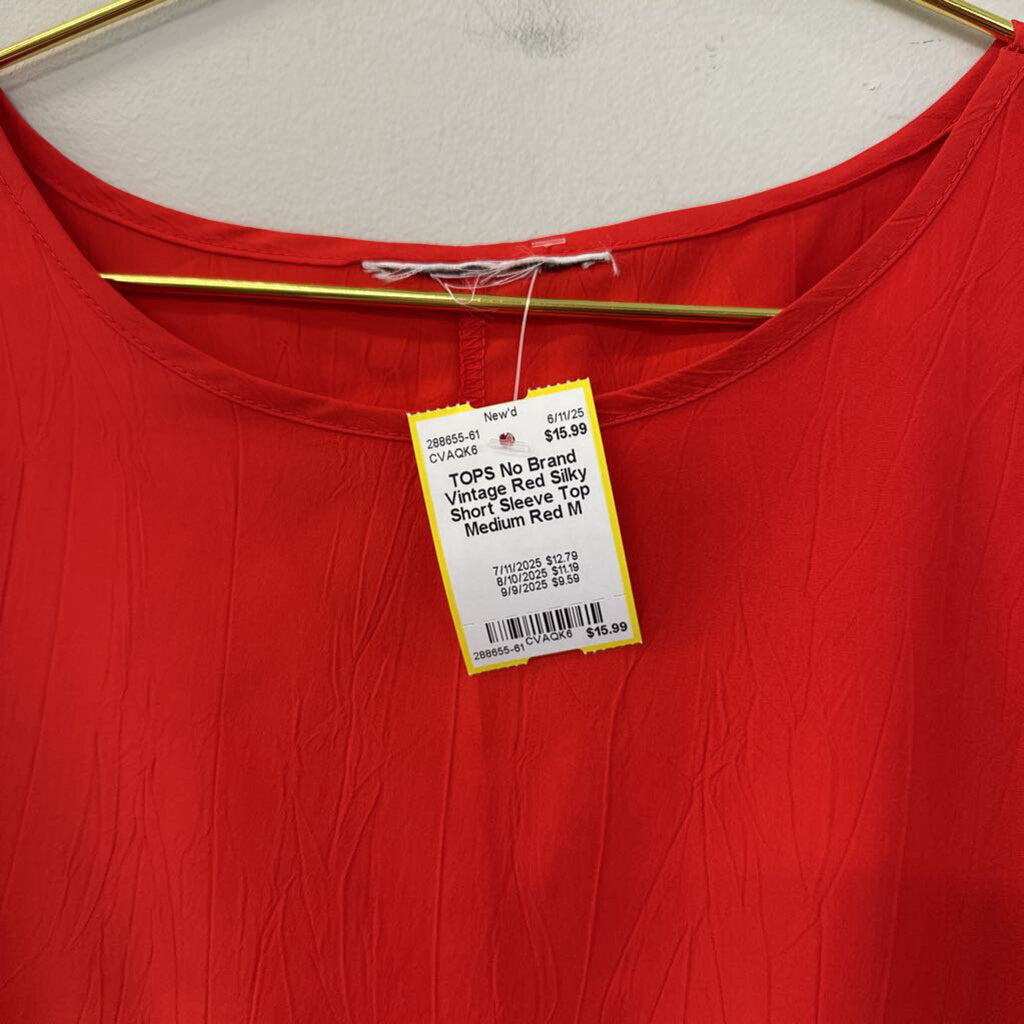 New'd
288655-61 6/11/25
CVAQK6 $15.99
TOPS No Brand
Vintage Red Silky
Short Sleeve Top
Medium Red M
7/11/2025 $12.79
8/10/2025 $11.19
9/9/2025 $9.59
288655-61 CVAQK6 $15.99